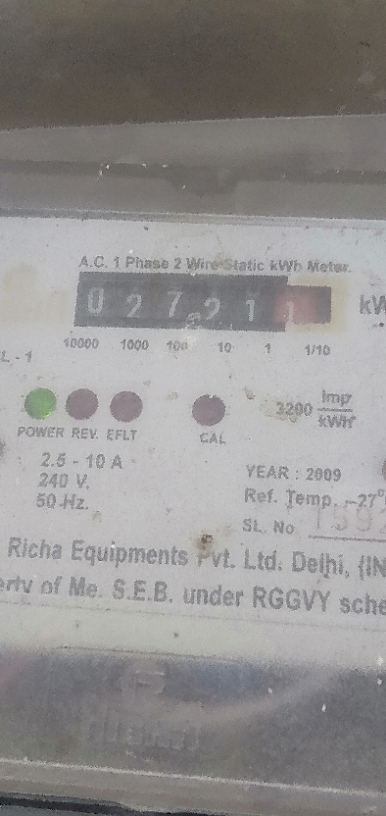 A.C. 1 Phase 2 Wire Static kWh Meter.
0 2 7 2 1 1 kW
10000 1000 100 10 1 1/10
L - 1
3200 Imp/kWh
POWER REV. EFLT CAL
2.5 - 10 A
240 V.
50 Hz.
YEAR : 2009
Ref. Temp. -27°
SL. No
Richa Equipments Pvt. Ltd. Delhi, (IN
erty of Me. S.E.B. under RGGVY sche